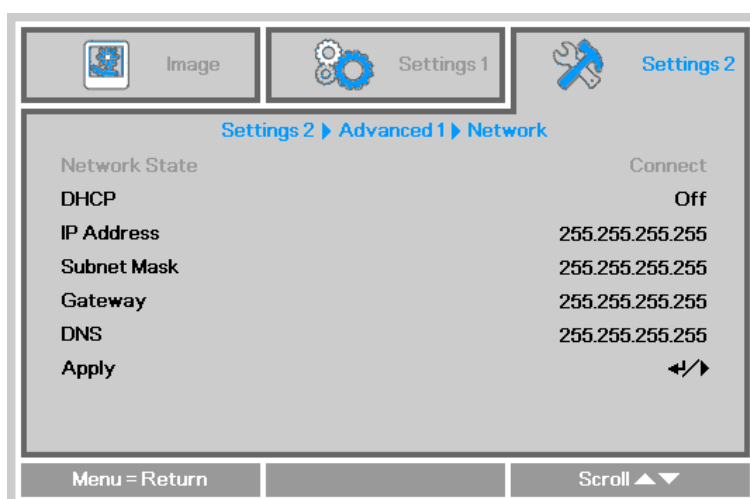 Image Settings 1 Settings 2
Settings 2 Advanced 1 Network
Network State Connect
DHCP Off
IP Address 255.255.255.255
Subnet Mask 255.255.255.255
Gateway 255.255.255.255
DNS 255.255.255.255
Apply
Menu = Return Scroll